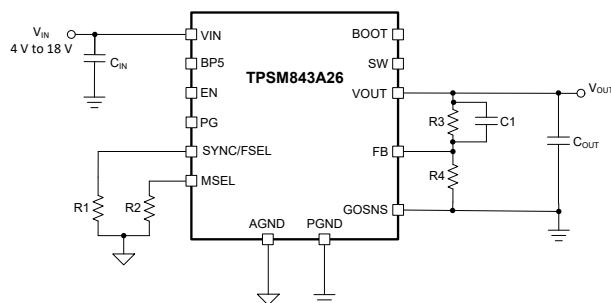 VIN
4 V to 18 V
CIN
VIN
BP5
EN
PG
SYNC/FSEL
MSEL
R1
R2
TPSM843A26
BOOT
SW
VOUT
FB
GOSNS
AGND
PGND
R3
C1
R4
VOUT
COUT